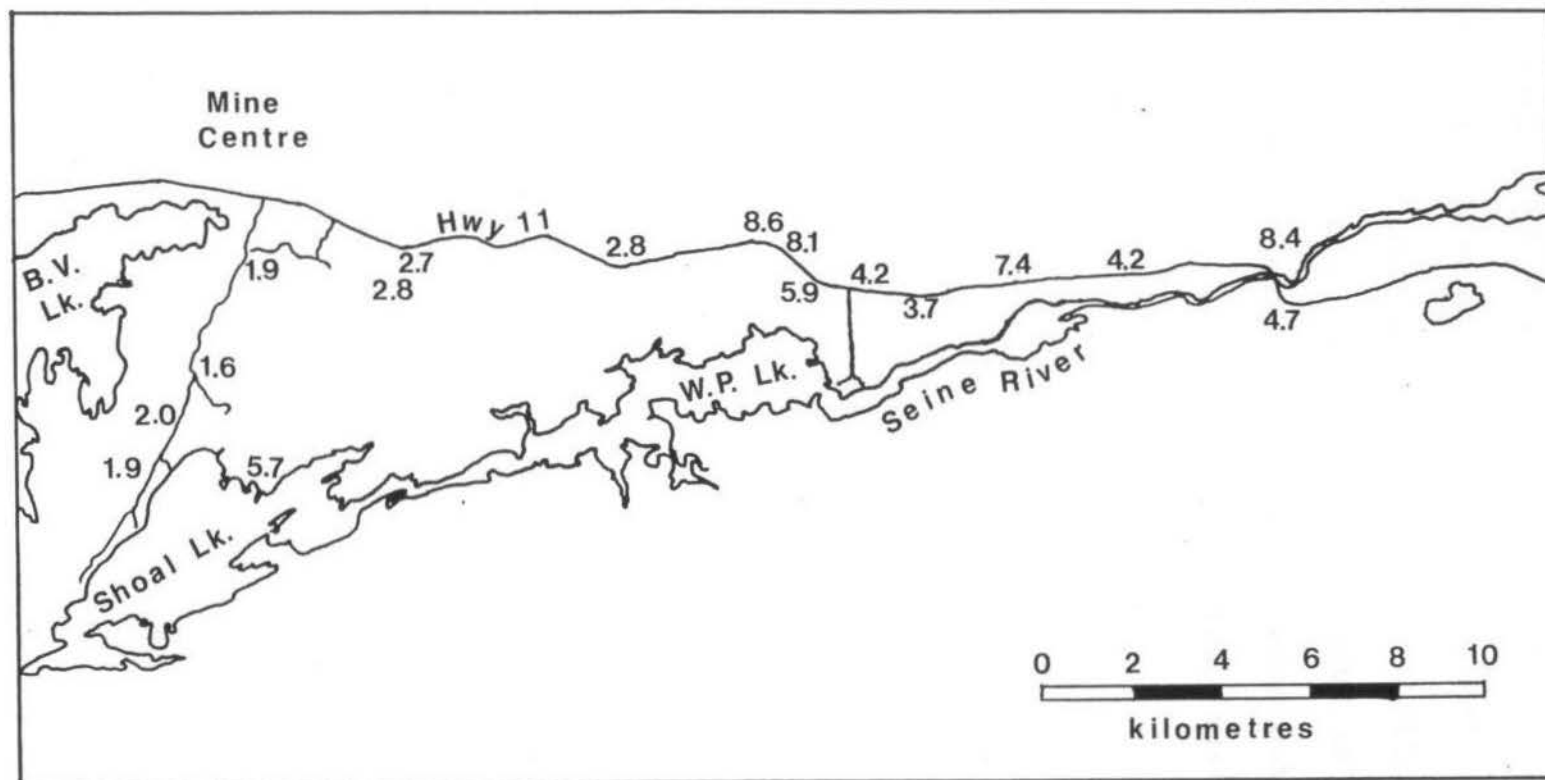 Mine
Centre
Hwy 11
8.6
8.1
2.8
2.7
2.8
1.9
B.V.
Lk.
8.4
4.2
7.4
4.2
5.9
3.7
4.7
1.6
W.P. Lk.
Seine River
2.0
1.9
5.7
Shoal Lk.
0 2 4 6 8 10
kilometres